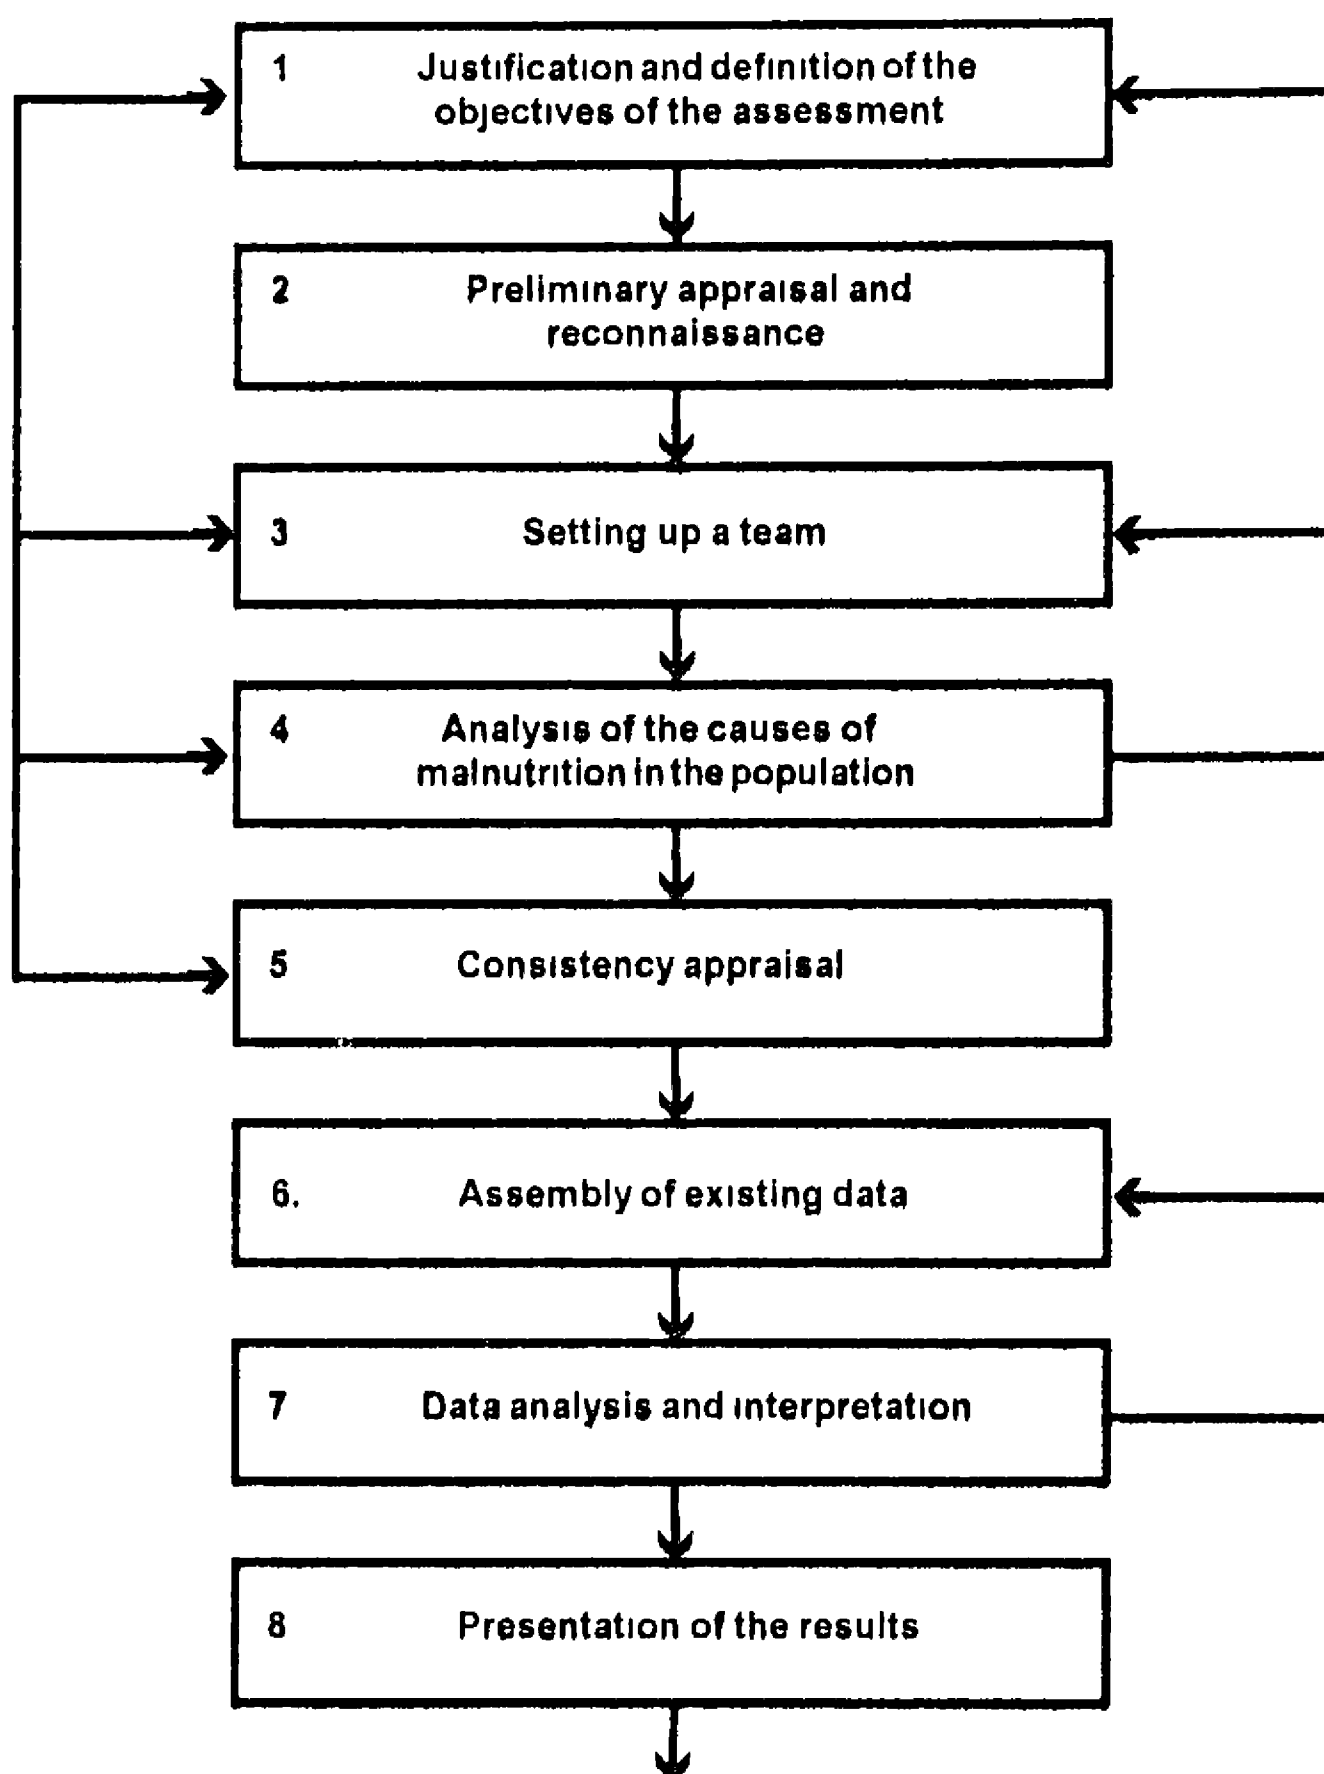 1 Justification and definition of the
objectives of the assessment
2 Preliminary appraisal and
reconnaissance
3 Setting up a team
4 Analysis of the causes of
malnutrition in the population
5 Consistency appraisal
6. Assembly of existing data
7 Data analysis and interpretation
8 Presentation of the results